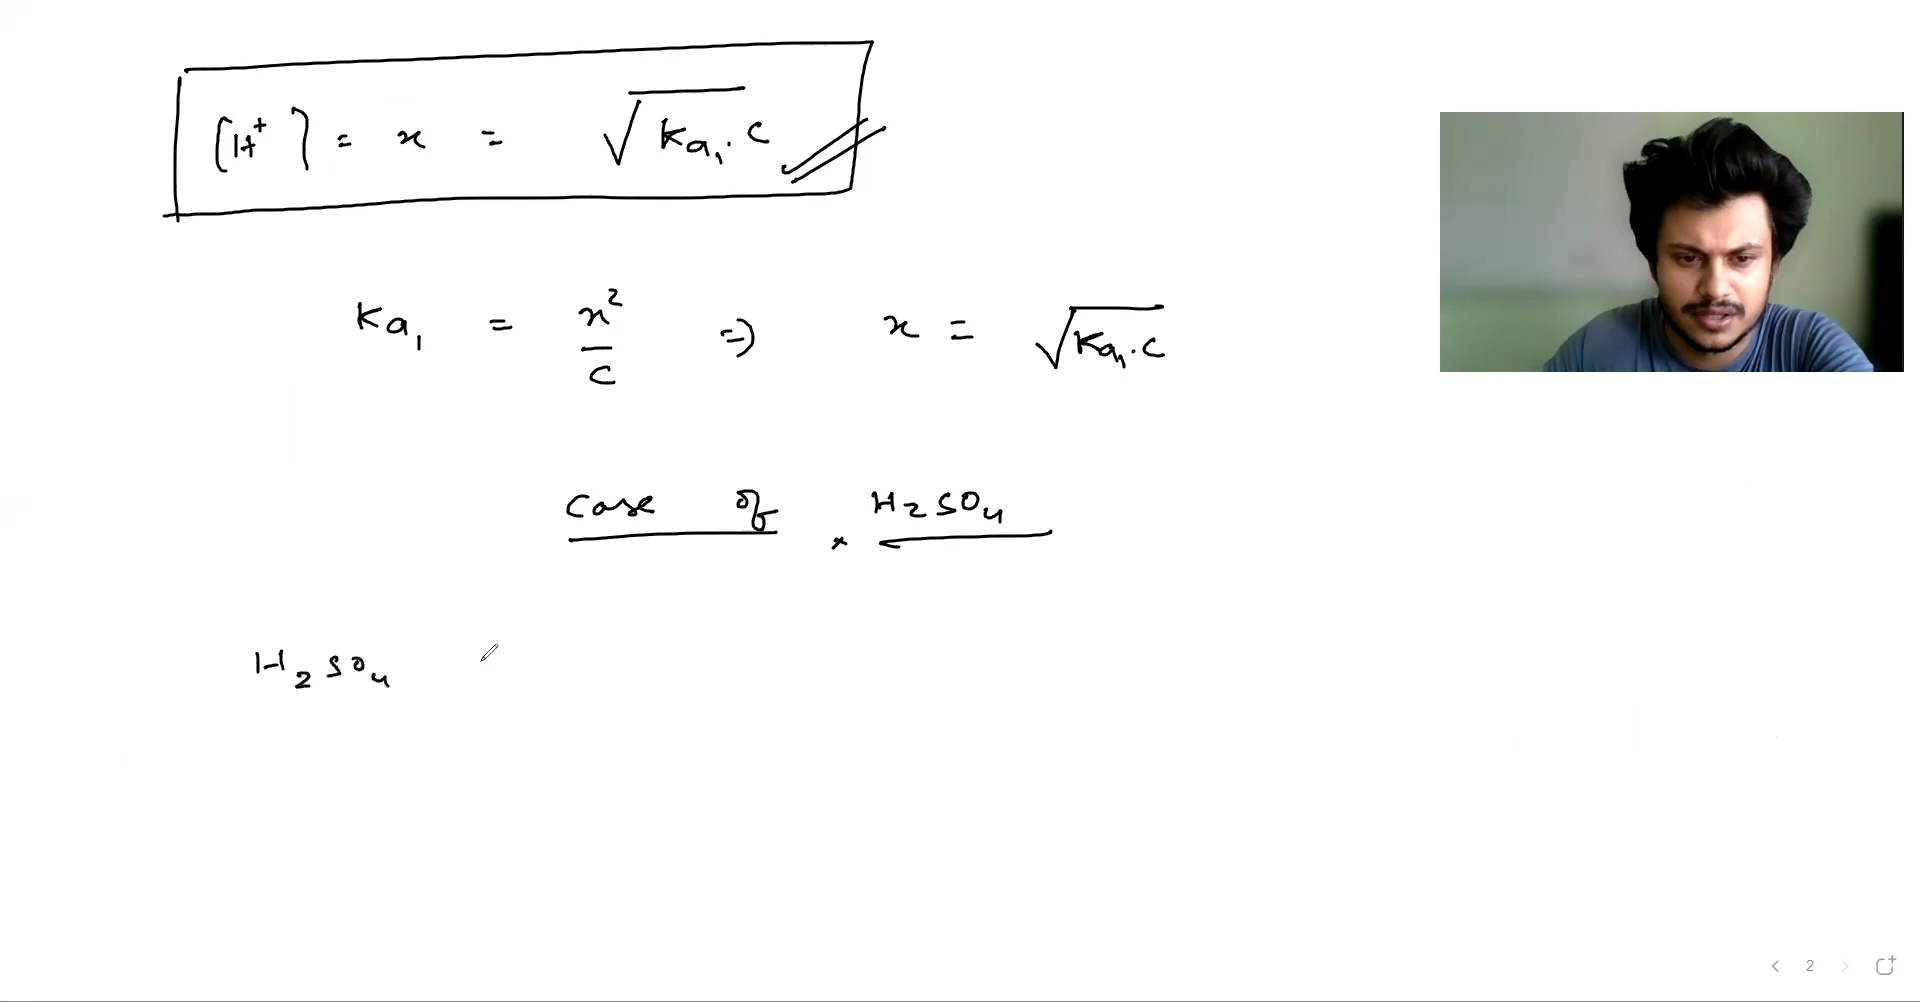 [H⁺] = x = √Ka₁.c
Ka₁ = x²/c => x = √Ka₁.c
Case of * H₂SO₄
H₂SO₄
2